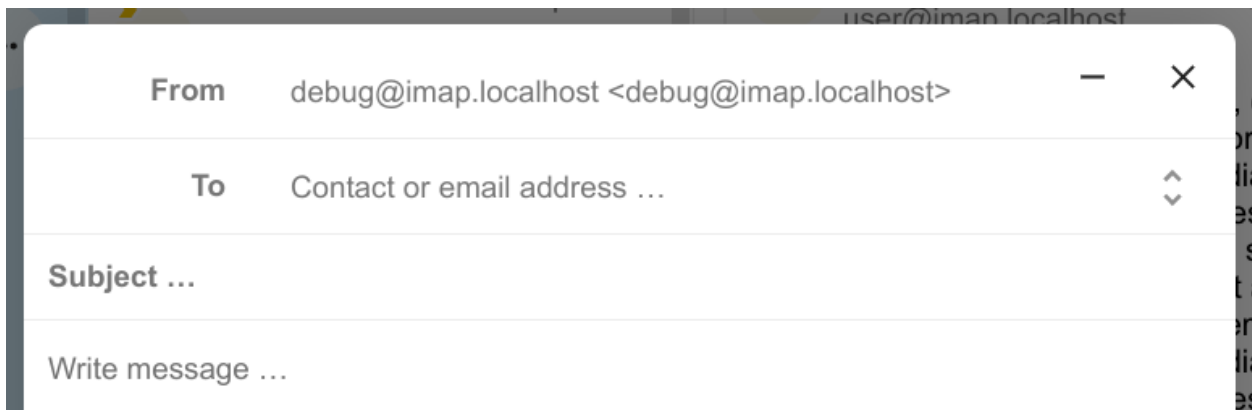 user@imap.localhost
From debug@imap.localhost <debug@imap.localhost>
To Contact or email address …
Subject …
Write message …